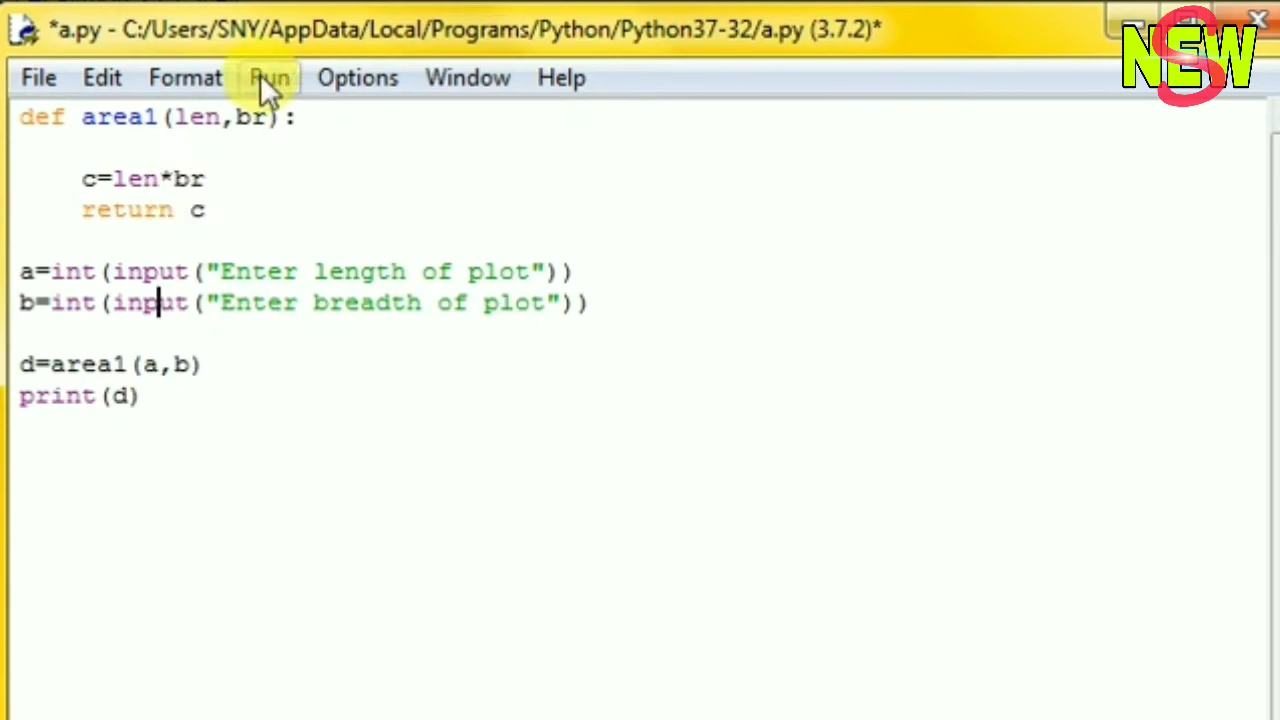 *a.py - C:/Users/SNY/AppData/Local/Programs/Python/Python37-32/a.py (3.7.2)*
NEW
S
File Edit Format Run Options Window Help
def area1(len,br):
    c=len*br
    return c
a=int(input("Enter length of plot"))
b=int(input("Enter breadth of plot"))
d=area1(a,b)
print(d)